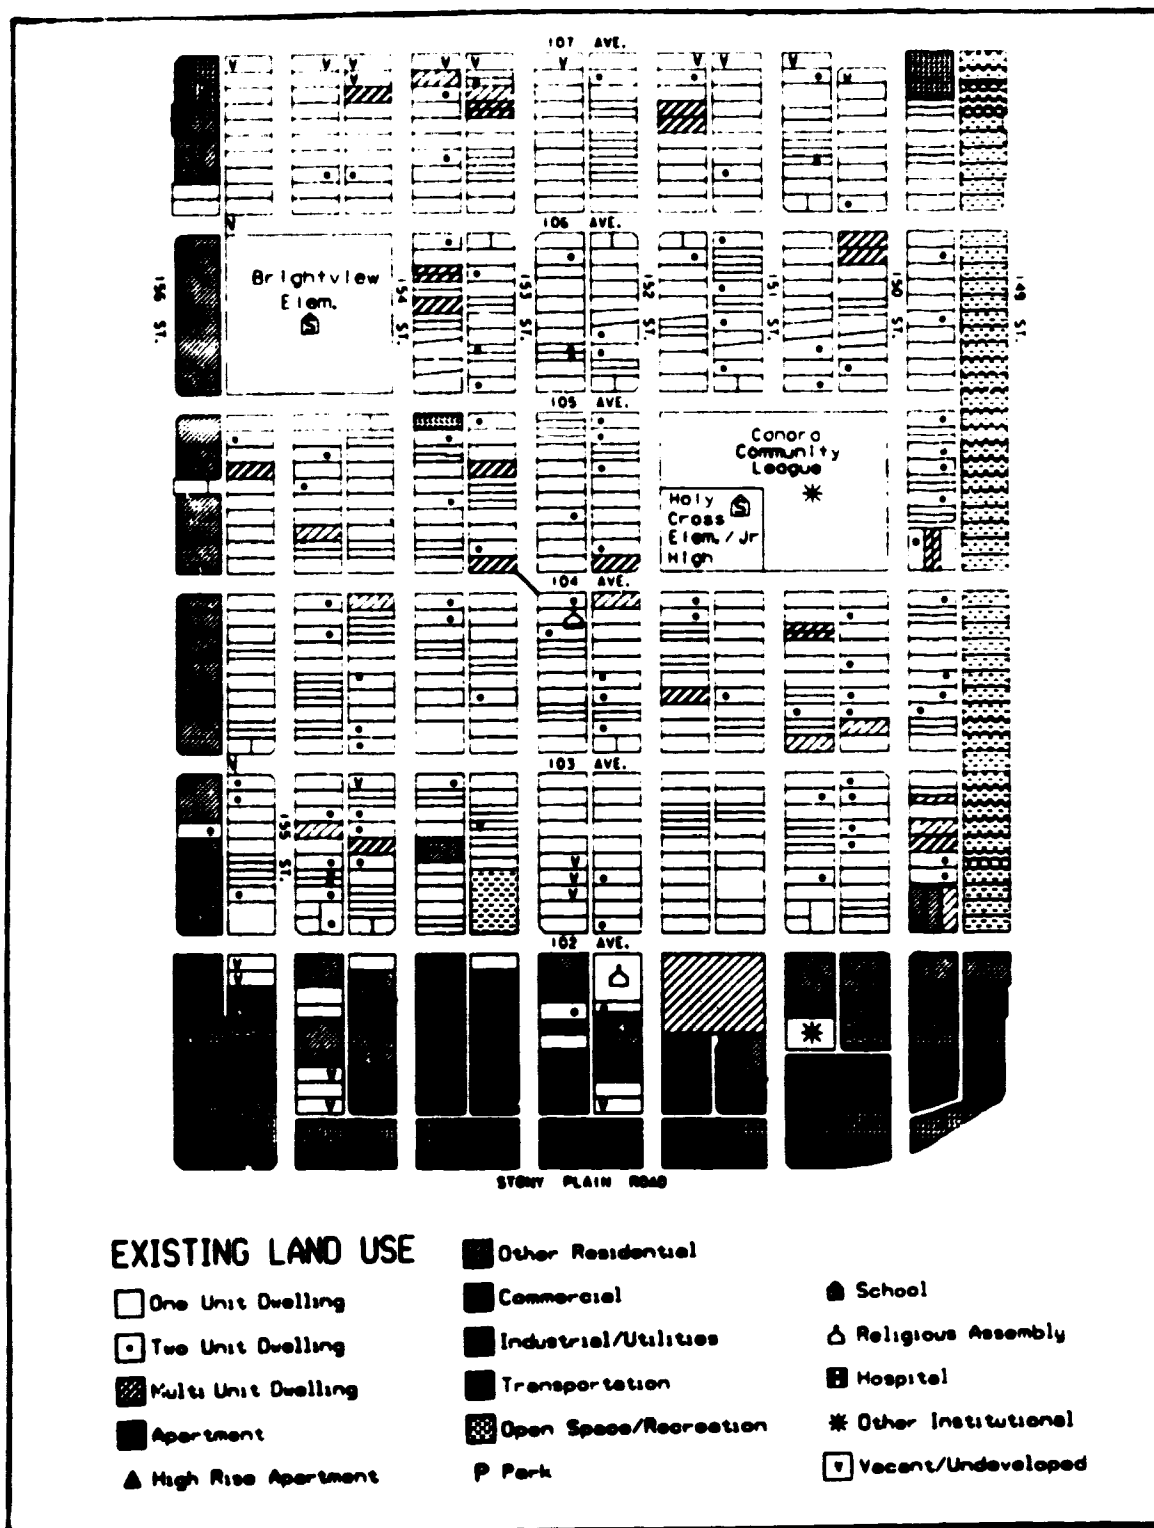 107 AVE.
106 AVE.
Brightview
Elem.
S
156 ST.
154 ST.
153 ST.
152 ST.
151 ST.
150 ST.
149 ST.
105 AVE.
Canora
Community
League
Holy
Cross
Elem./Jr
High
S
104 AVE.
103 AVE.
155 ST.
102 AVE.
STONY PLAIN ROAD
EXISTING LAND USE
One Unit Dwelling
Two Unit Dwelling
Multi Unit Dwelling
Apartment
High Rise Apartment
Other Residential
Commercial
Industrial/Utilities
Transportation
Open Space/Recreation
P Park
School
Religious Assembly
Hospital
Other Institutional
Vacant/Undeveloped